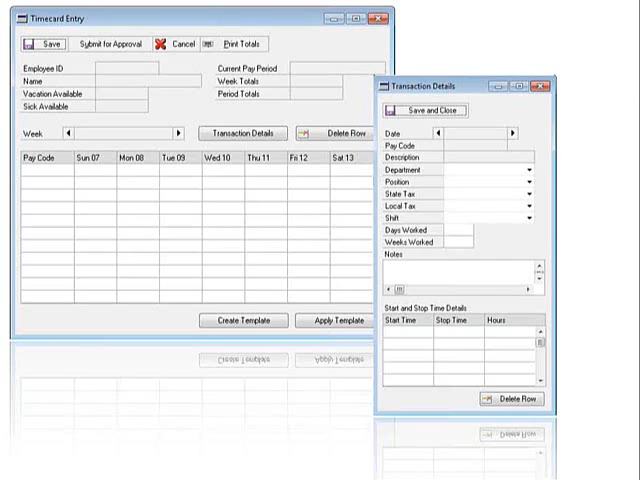 Timecard Entry
Save Submit for Approval Cancel Print Totals
Employee ID Current Pay Period
Name Week Totals
Vacation Available Period Totals
Sick Available
Week Transaction Details Delete Row
Pay Code Sun 07 Mon 08 Tue 09 Wed 10 Thu 11 Fri 12 Sat 13
Create Template Apply Template
Transaction Details
Save and Close
Date
Pay Code
Description
Department
Position
State Tax
Local Tax
Shift
Days Worked
Weeks Worked
Notes
Start and Stop Time Details
Start Time Stop Time Hours
Delete Row